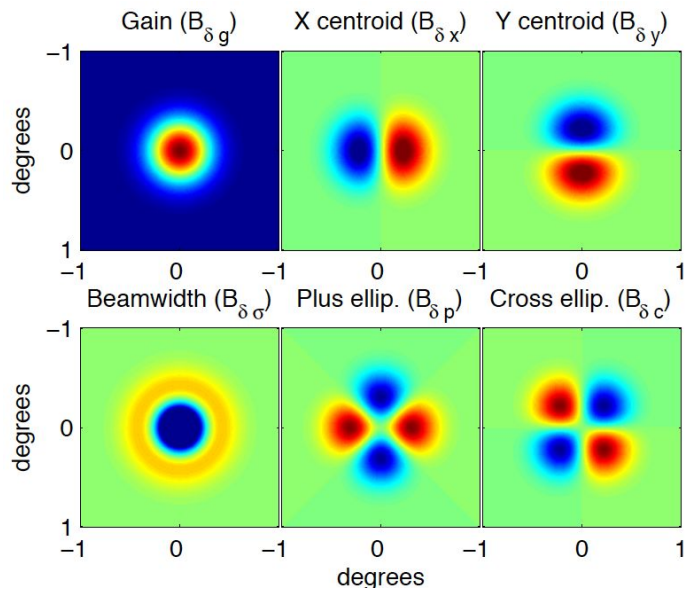 Gain (B_δ g)
X centroid (B_δ x)
Y centroid (B_δ y)
−1
0
1
degrees
−1 0
−1 0
−1 0 1
Beamwidth (B_δ σ)
Plus ellip. (B_δ p)
Cross ellip. (B_δ c)
−1
0
1
degrees
−1 0
−1 0
−1 0 1
degrees